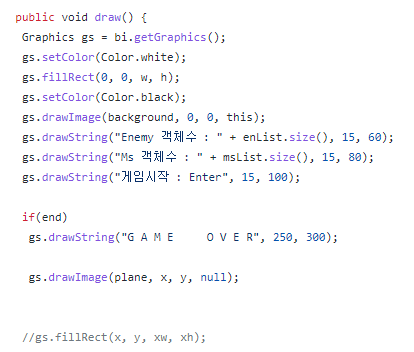 public void draw() {
Graphics gs = bi.getGraphics();
gs.setColor(Color.white);
gs.fillRect(0, 0, w, h);
gs.setColor(Color.black);
gs.drawImage(background, 0, 0, this);
gs.drawString("Enemy 객체수 : " + enList.size(), 15, 60);
gs.drawString("Ms 객체수 : " + msList.size(), 15, 80);
gs.drawString("게임시작 : Enter", 15, 100);
if(end)
gs.drawString("G A M E     O V E R", 250, 300);
gs.drawImage(plane, x, y, null);
//gs.fillRect(x, y, xw, xh);